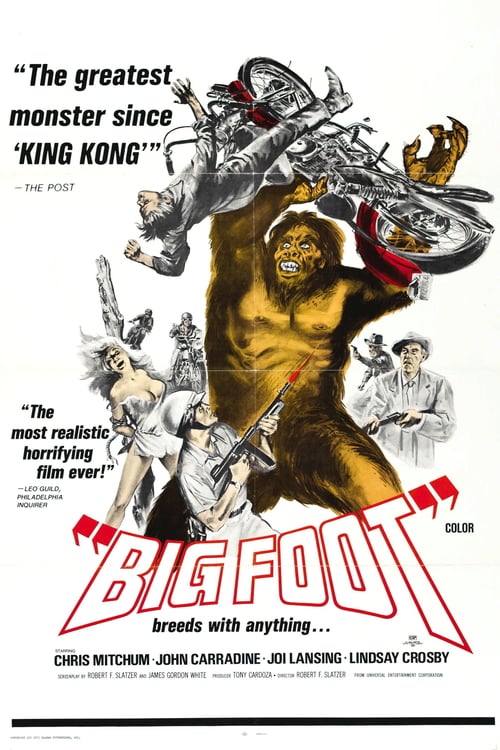 “The greatest
monster since
‘KING KONG’”
— THE POST
“The
most realistic
horrifying
film ever!”
—LEO GUILD,
PHILADELPHIA
INQUIRER
“BIGFOOT”
COLOR
breeds with anything...
STARRING
CHRIS MITCHUM · JOHN CARRADINE · JOI LANSING · LINDSAY CROSBY
SCREENPLAY BY ROBERT F. SLATZER AND JAMES GORDON WHITE PRODUCER TONY CARDOZA · DIRECTOR ROBERT F. SLATZER FROM UNIVERSAL ENTERTAINMENT CORPORATION